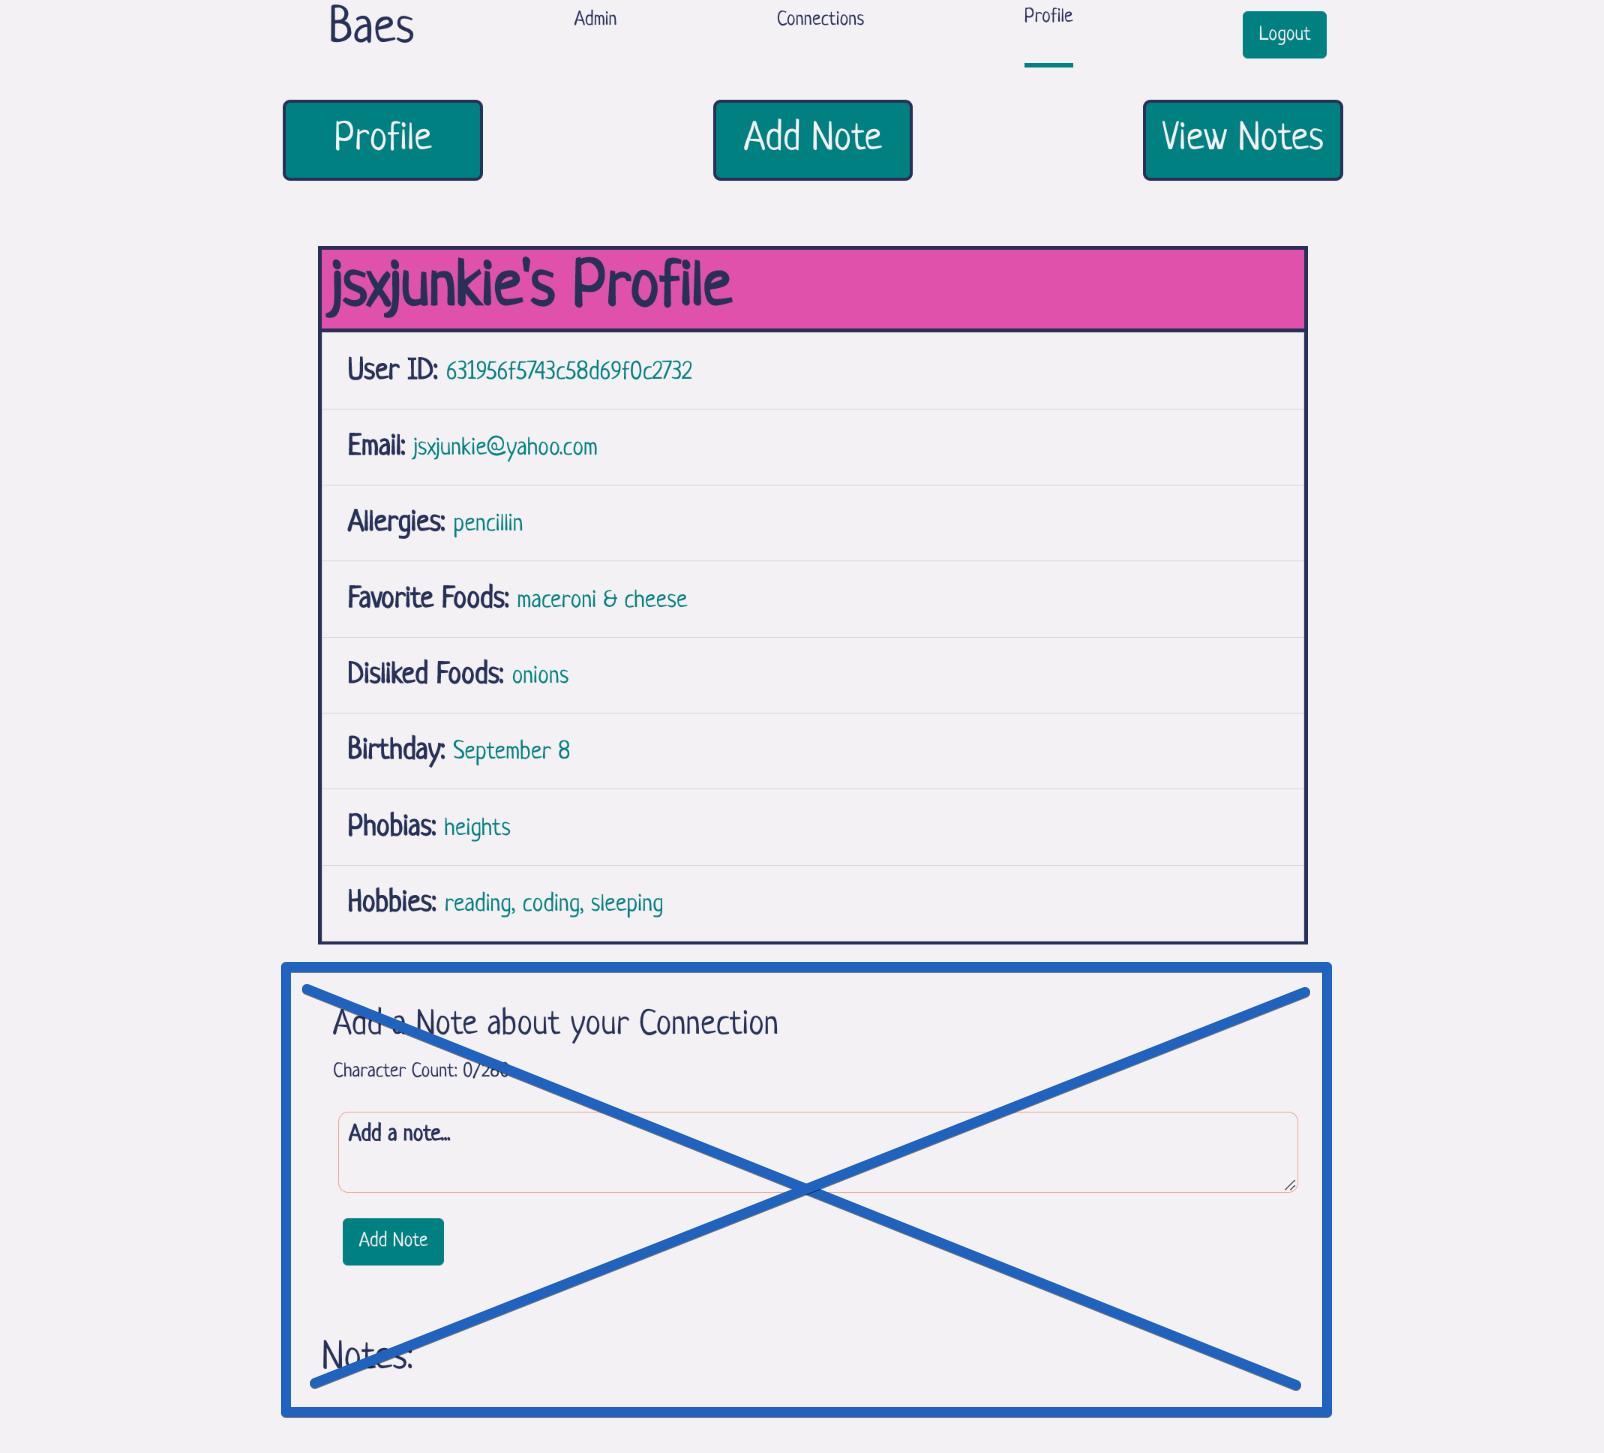 Baes Admin Connections Profile Logout
Profile Add Note View Notes
jsxjunkie's Profile
User ID: 631956f5743c58d69f0c2732
Email: jsxjunkie@yahoo.com
Allergies: pencillin
Favorite Foods: maceroni & cheese
Disliked Foods: onions
Birthday: September 8
Phobias: heights
Hobbies: reading, coding, sleeping
Add a Note about your Connection
Character Count: 0/280
Add a note...
Add Note
Notes: